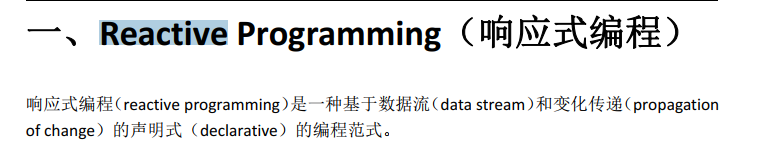 一、Reactive Programming（响应式编程）
响应式编程（reactive programming）是一种基于数据流（data stream）和变化传递（propagation
of change）的声明式（declarative）的编程范式。